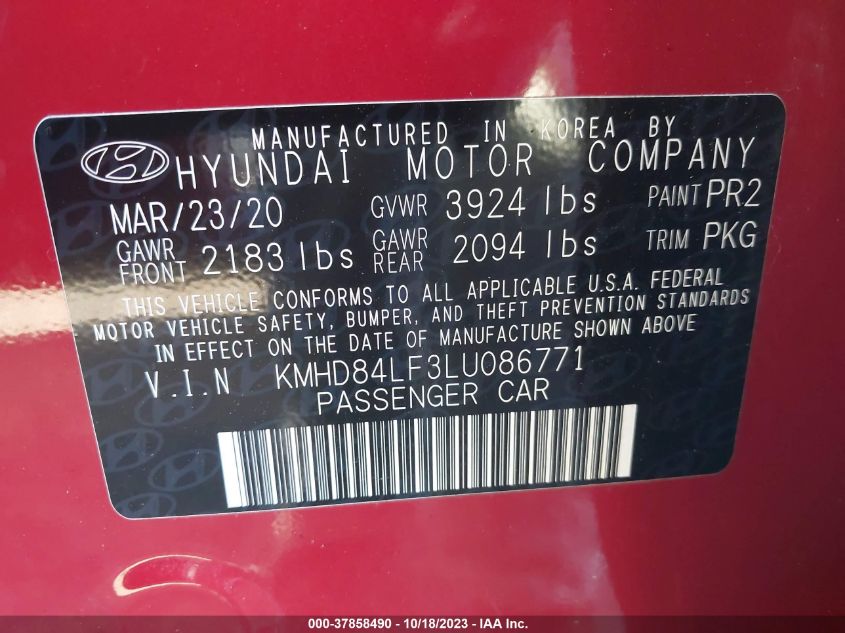 MANUFACTURED IN KOREA BY
HYUNDAI MOTOR COMPANY
MAR/23/20 GVWR 3924 lbs PAINT PR2
GAWR FRONT 2183 lbs GAWR REAR 2094 lbs TRIM PKG
THIS VEHICLE CONFORMS TO ALL APPLICABLE U.S.A. FEDERAL
MOTOR VEHICLE SAFETY, BUMPER, AND THEFT PREVENTION STANDARDS
IN EFFECT ON THE DATE OF MANUFACTURE SHOWN ABOVE
V.I.N KMHD84LF3LU086771
PASSENGER CAR
000-37858490 - 10/18/2023 - IAA Inc.